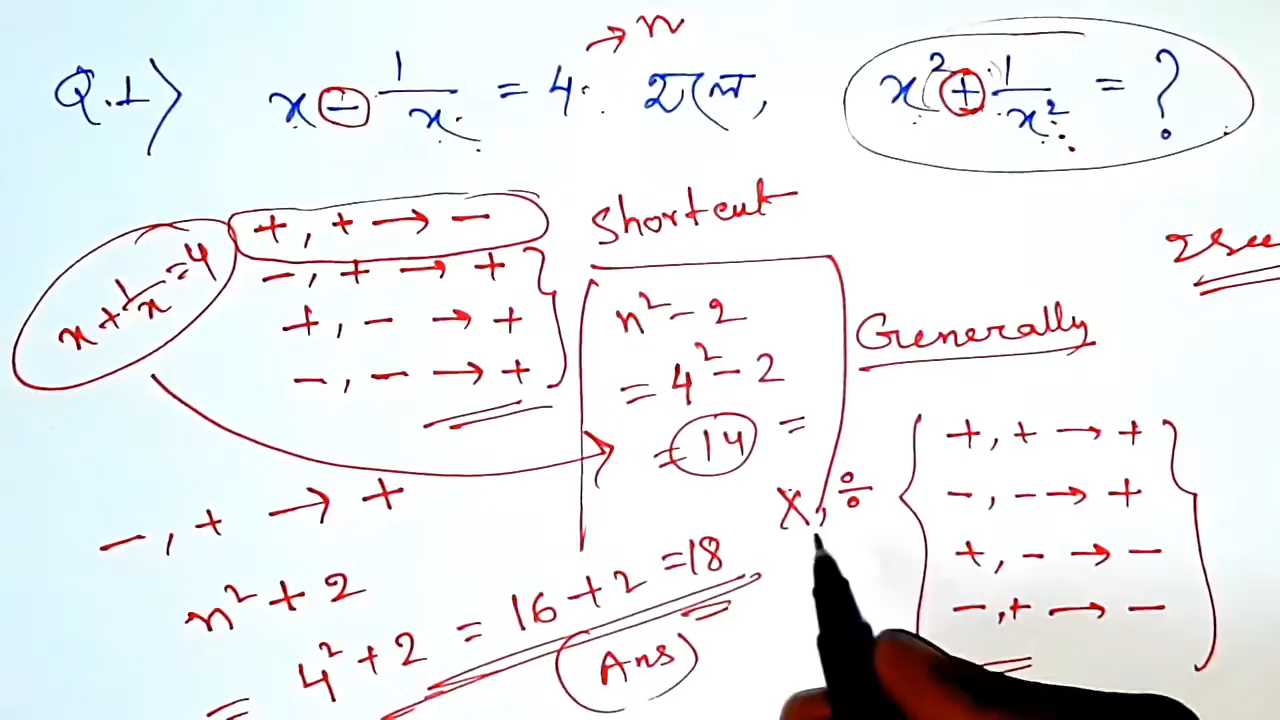 Q.1> x - 1/x = 4 হলে, x² + 1/x² = ?
→ n
x + 1/x = 4
+, + → -
-, + → +
+, - → +
-, - → +
Shortcut
n² - 2
= 4² - 2
= 14 =
Generally
×, ÷
+, + → +
-, - → +
+, - → -
-, + → -
-, + → +
n² + 2
= 4² + 2 = 16 + 2 = 18
Ans